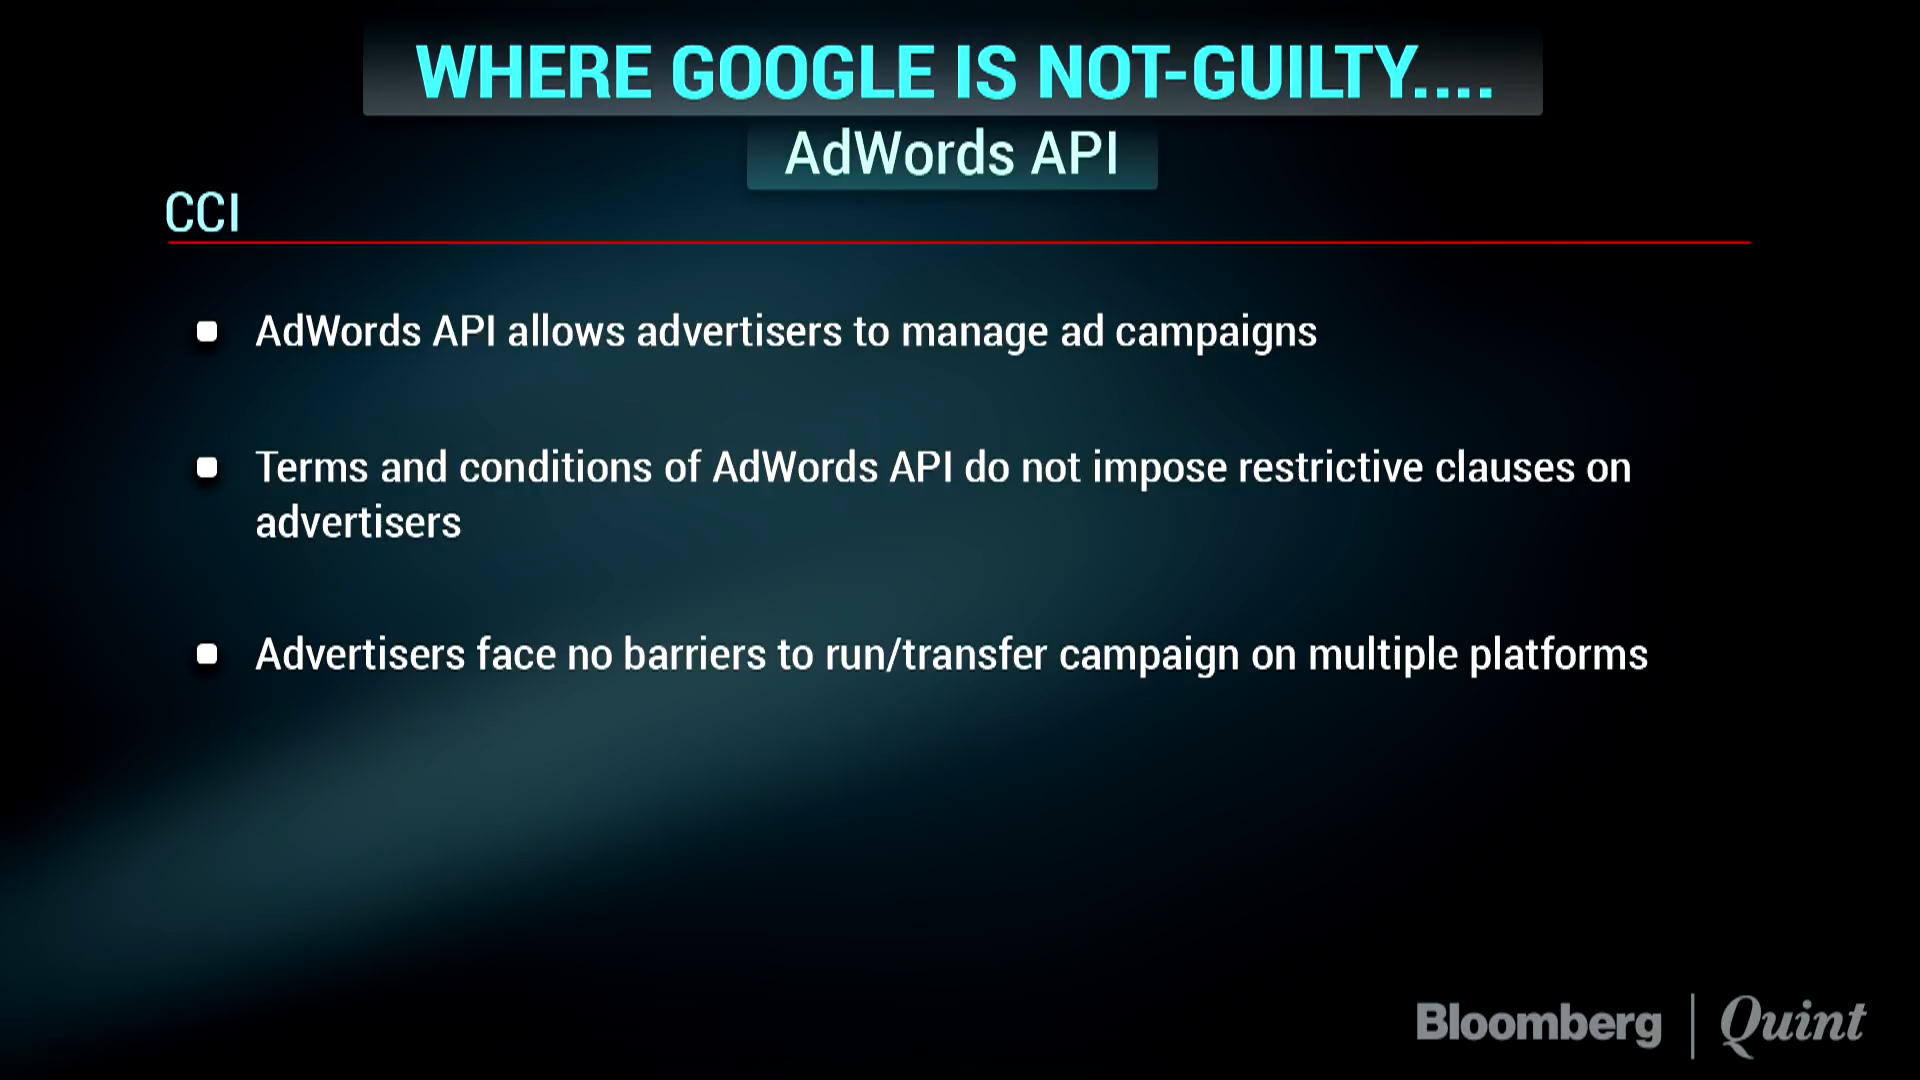 WHERE GOOGLE IS NOT-GUILTY....
AdWords API
CCI
AdWords API allows advertisers to manage ad campaigns
Terms and conditions of AdWords API do not impose restrictive clauses on
advertisers
Advertisers face no barriers to run/transfer campaign on multiple platforms
Bloomberg | Quint